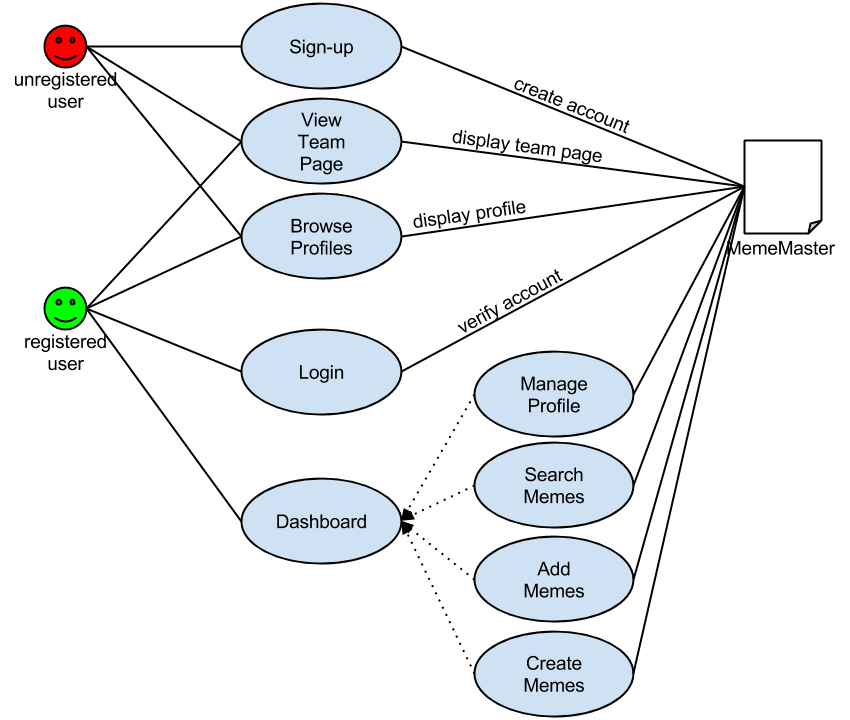 Sign-up
unregistered
user
create account
View
Team
Page
display team page
Browse
Profiles
display profile
MemeMaster
registered
user
verify account
Login
Manage
Profile
Search
Memes
Dashboard
Add
Memes
Create
Memes